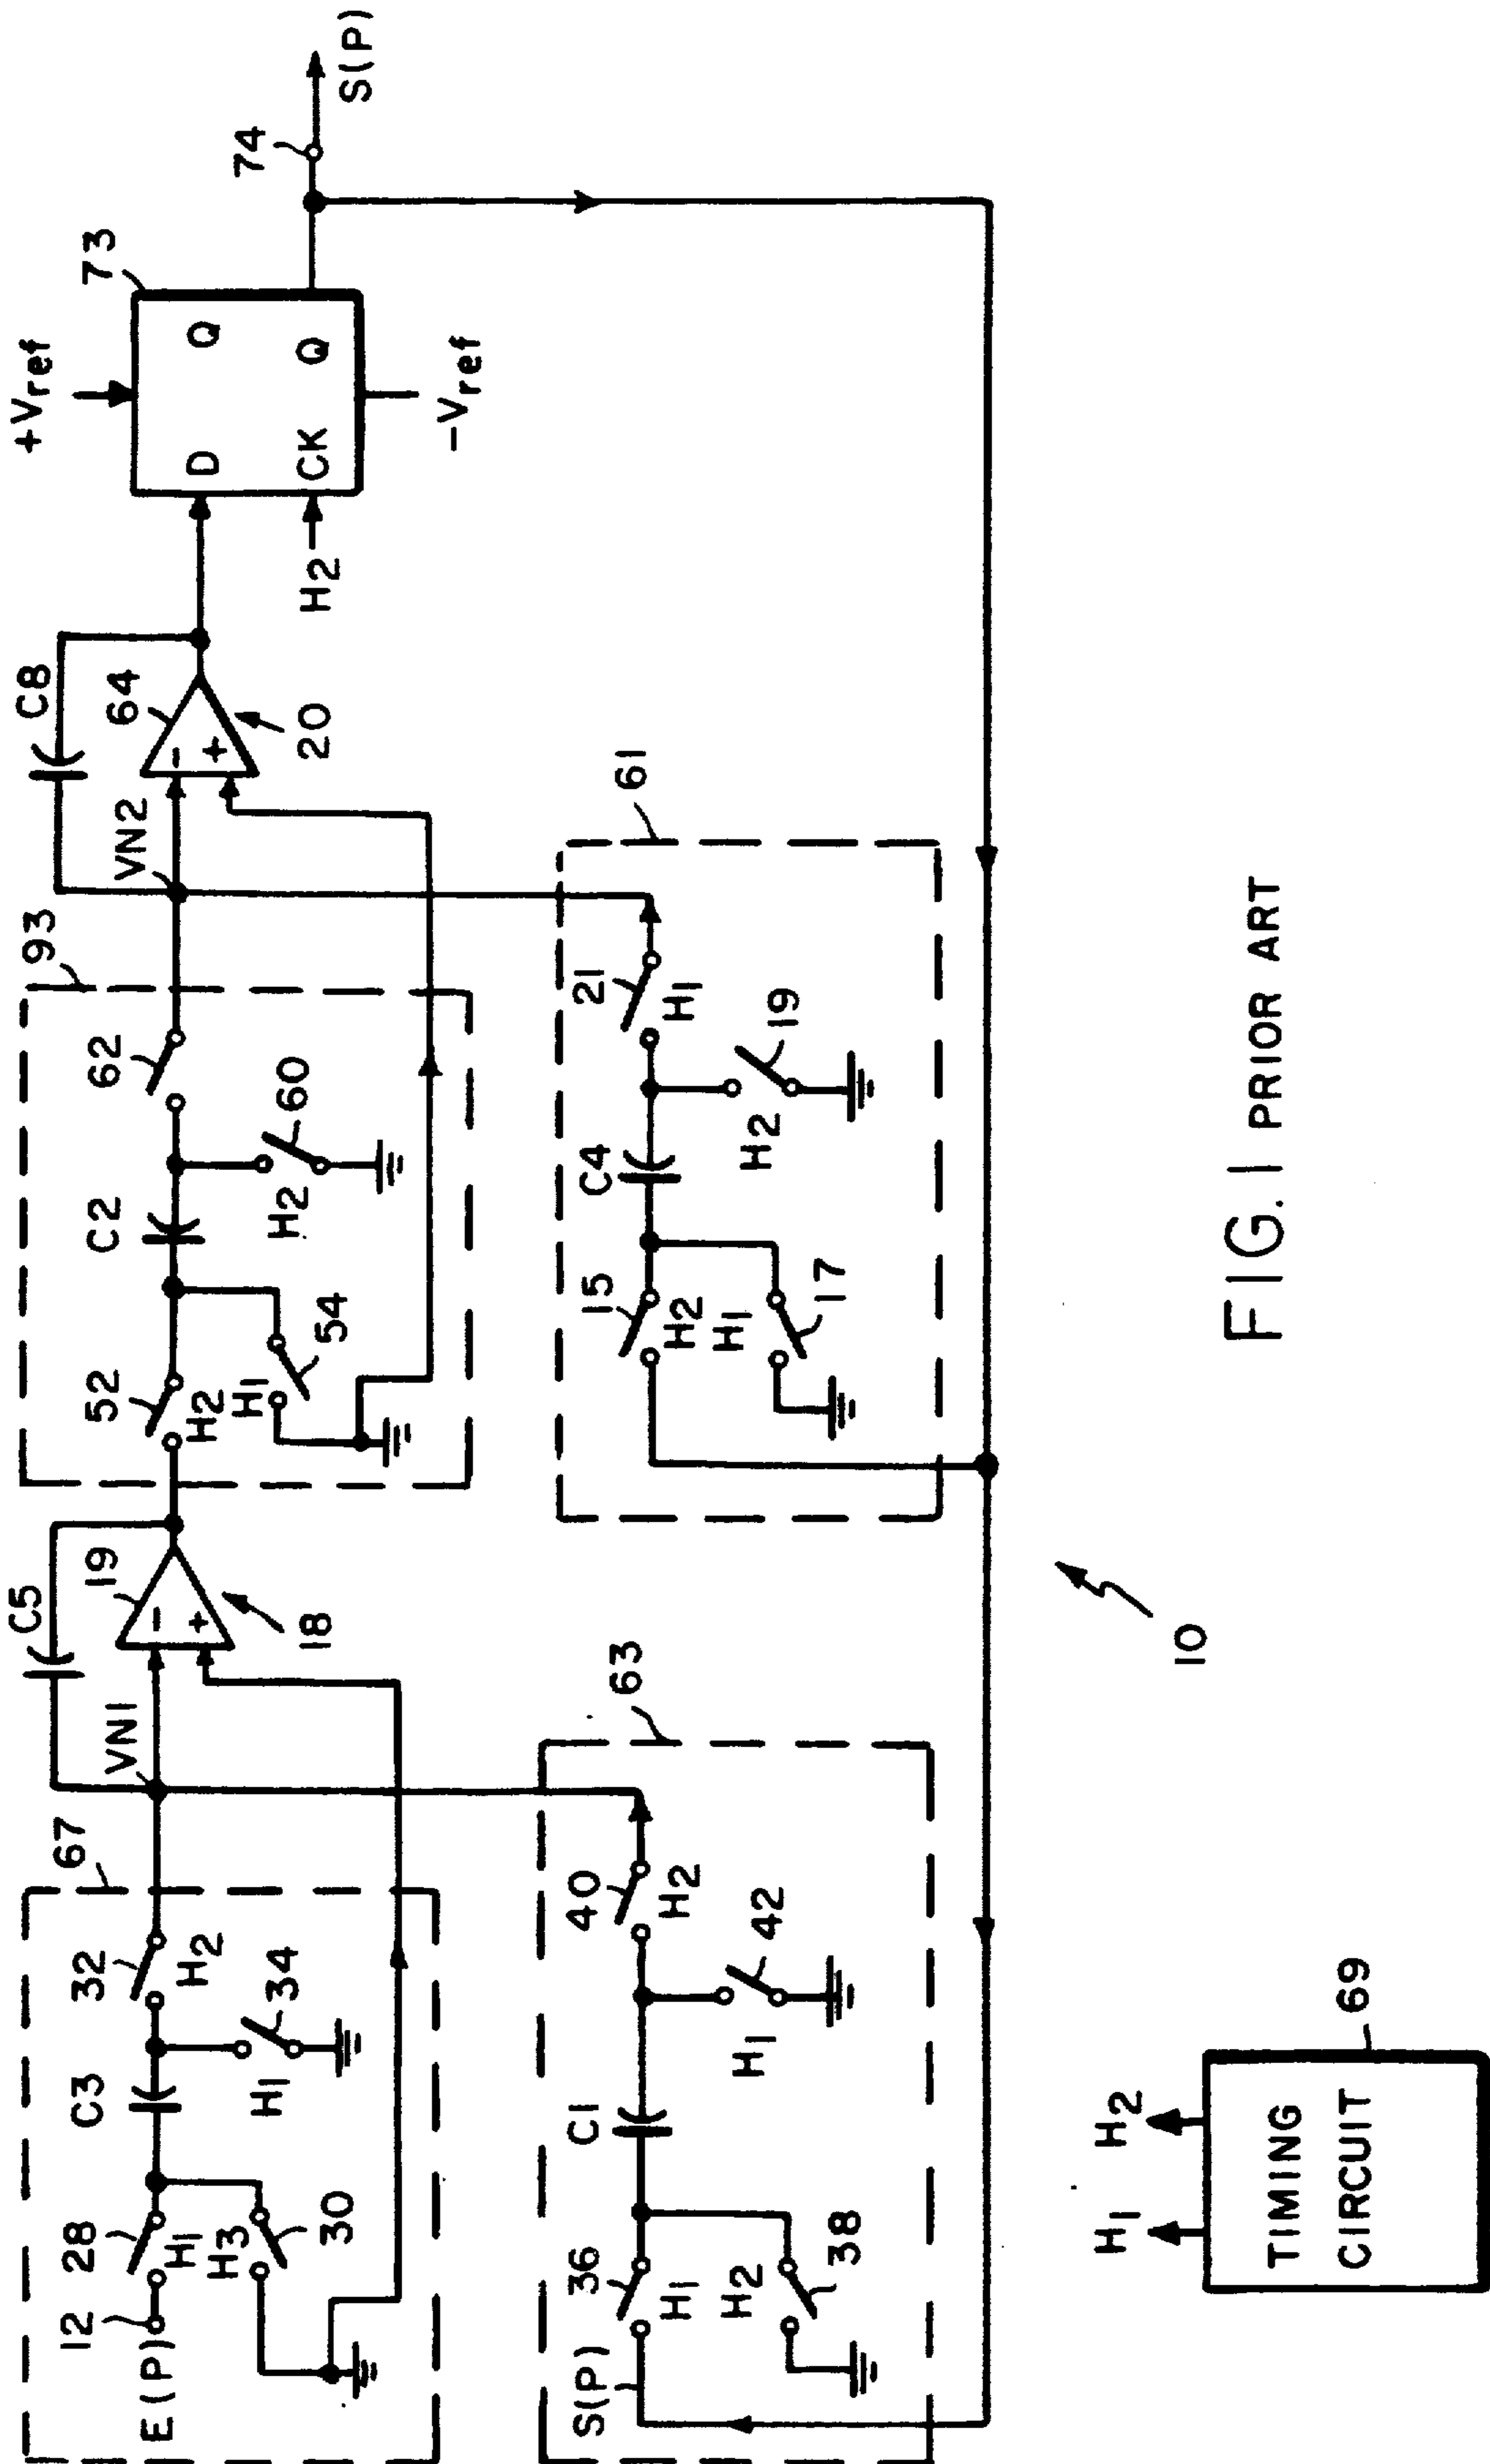 +Vref
73
D
Q
CK
Q
H2
-Vref
74
S(P)
C8
64
20
VN2
93
62
C2
60
H2
52
H2
54
H1
61
21
H1
C4
19
H2
15
H2
H1
17
C5
19
18
VN1
67
32
H2
C3
34
H1
28
H1
12
H3
30
E(P)
63
40
H2
C1
42
H1
36
H1
H2
38
S(P)
10
H1
H2
TIMING
CIRCUIT
69
FIG. 1 PRIOR ART